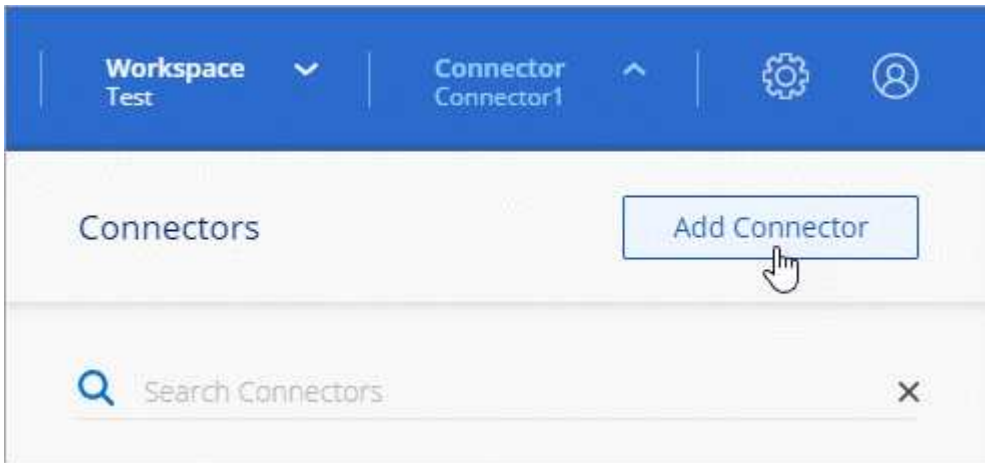 Workspace
Test
Connector
Connector1
Connectors
Add Connector
Search Connectors